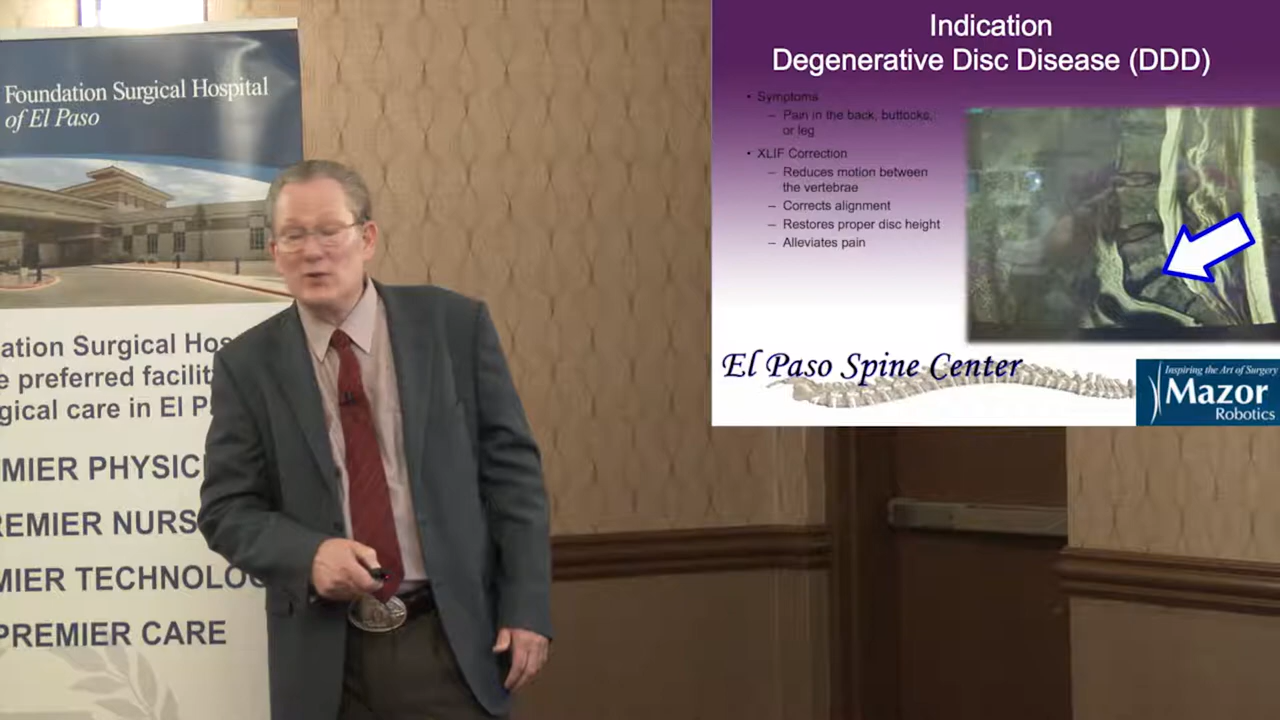 Foundation Surgical Hospital
of El Paso
ation Surgical Hos
e preferred facilit
gical care in El P
MIER PHYSIC
REMIER NURS
MIER TECHNOLOG
PREMIER CARE
Indication
Degenerative Disc Disease (DDD)
• Symptoms
– Pain in the back, buttocks,
or leg
• XLIF Correction
– Reduces motion between
the vertebrae
– Corrects alignment
– Restores proper disc height
– Alleviates pain
El Paso Spine Center
Inspiring the Art of Surgery
Mazor
Robotics